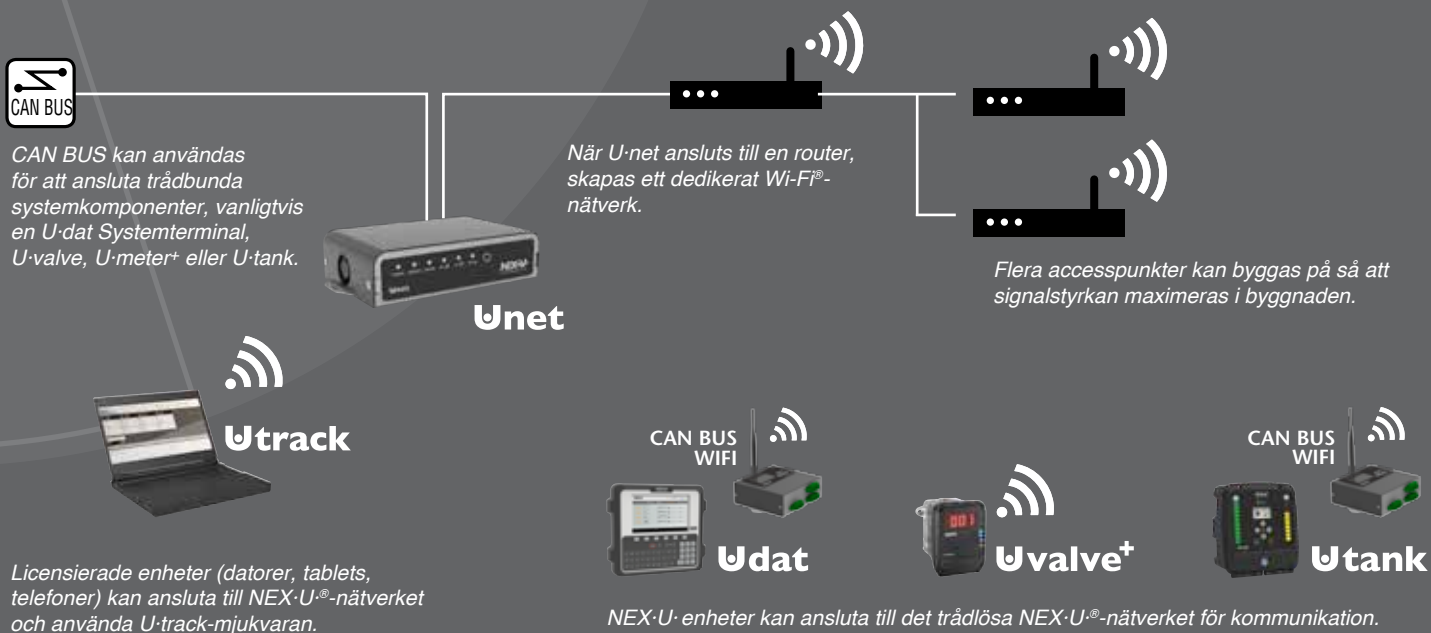 CAN BUS
CAN BUS kan användas
för att ansluta trådbunda
systemkomponenter, vanligtvis
en U·dat Systemterminal,
U·valve, U·meter⁺ eller U·tank.
När U·net ansluts till en router,
skapas ett dedikerat Wi-Fi®-
nätverk.
Unet
Flera accesspunkter kan byggas på så att
signalstyrkan maximeras i byggnaden.
Utrack
Licensierade enheter (datorer, tablets,
telefoner) kan ansluta till NEX·U·®-nätverket
och använda U·track-mjukvaran.
CAN BUS
WIFI
Udat
001
Uvalve⁺
CAN BUS
WIFI
Utank
NEX·U· enheter kan ansluta till det trådlösa NEX·U·®-nätverket för kommunikation.